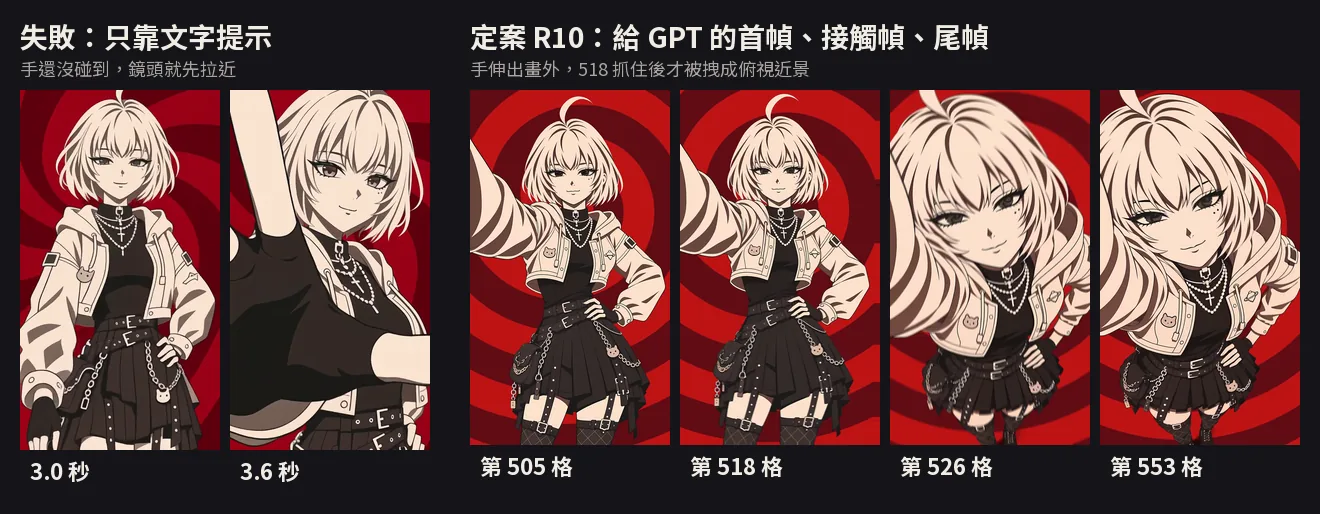 失敗：只靠文字提示
手還沒碰到，鏡頭就先拉近
3.0 秒
3.6 秒
定案 R10：給 GPT 的首幀、接觸幀、尾幀
手伸出畫外，518 抓住後才被拽成俯視近景
第 505 格
第 518 格
第 526 格
第 553 格